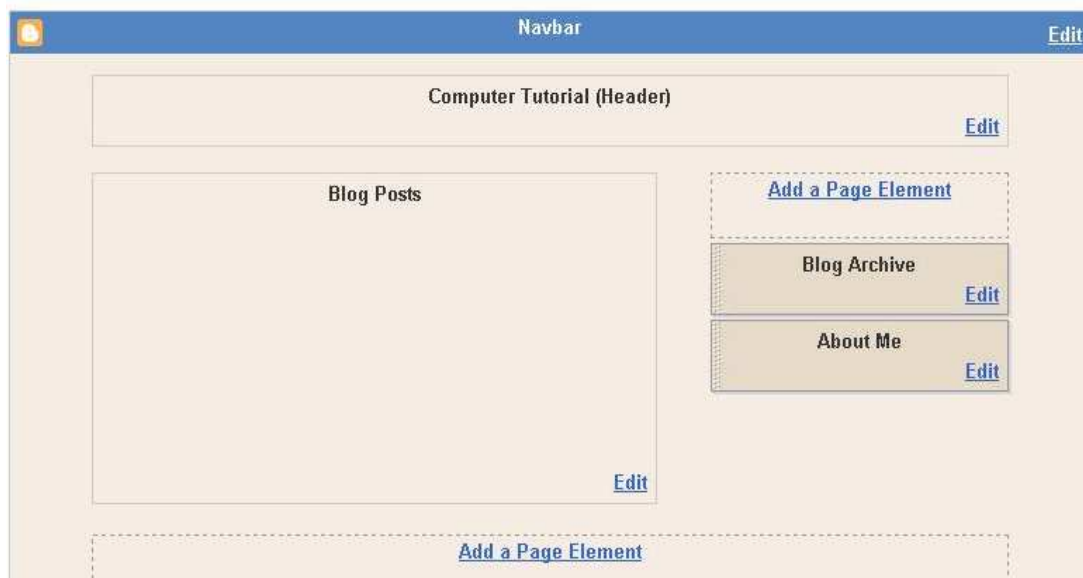 Navbar
Edit
Computer Tutorial (Header)
Edit
Blog Posts
Edit
Add a Page Element
Blog Archive
Edit
About Me
Edit
Add a Page Element